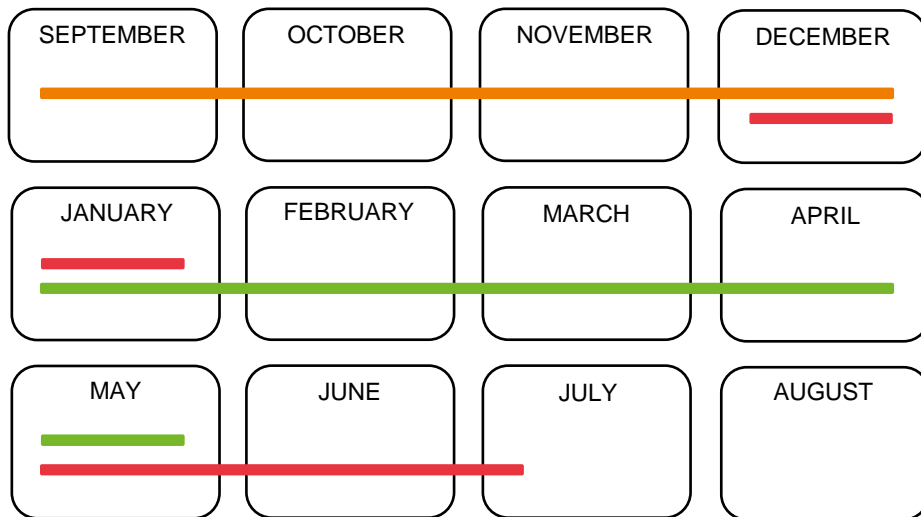 SEPTEMBER
OCTOBER
NOVEMBER
DECEMBER
JANUARY
FEBRUARY
MARCH
APRIL
MAY
JUNE
JULY
AUGUST